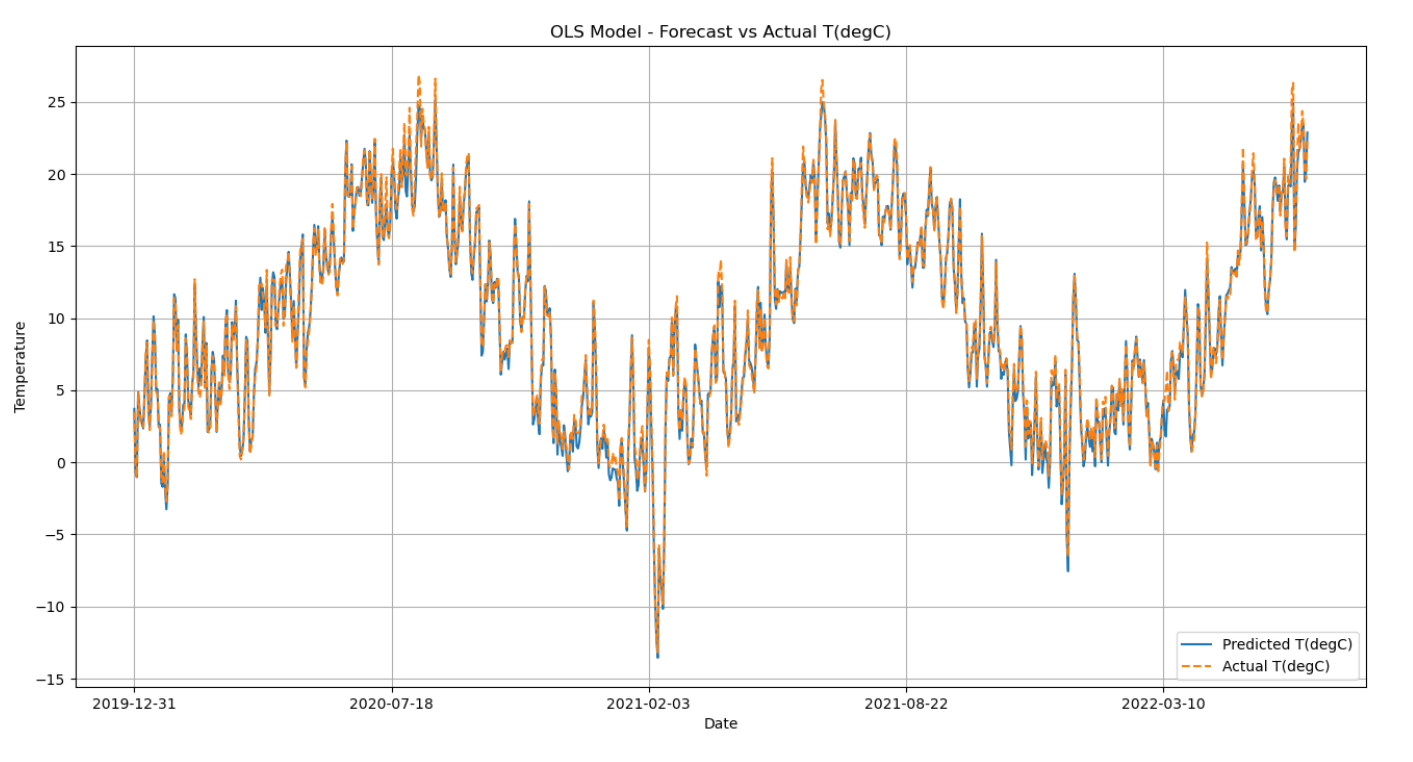 OLS Model - Forecast vs Actual T(degC)
25
20
15
10
5
0
−5
−10
−15
Temperature
2019-12-31
2020-07-18
2021-02-03
2021-08-22
2022-03-10
Date
Predicted T(degC)
Actual T(degC)